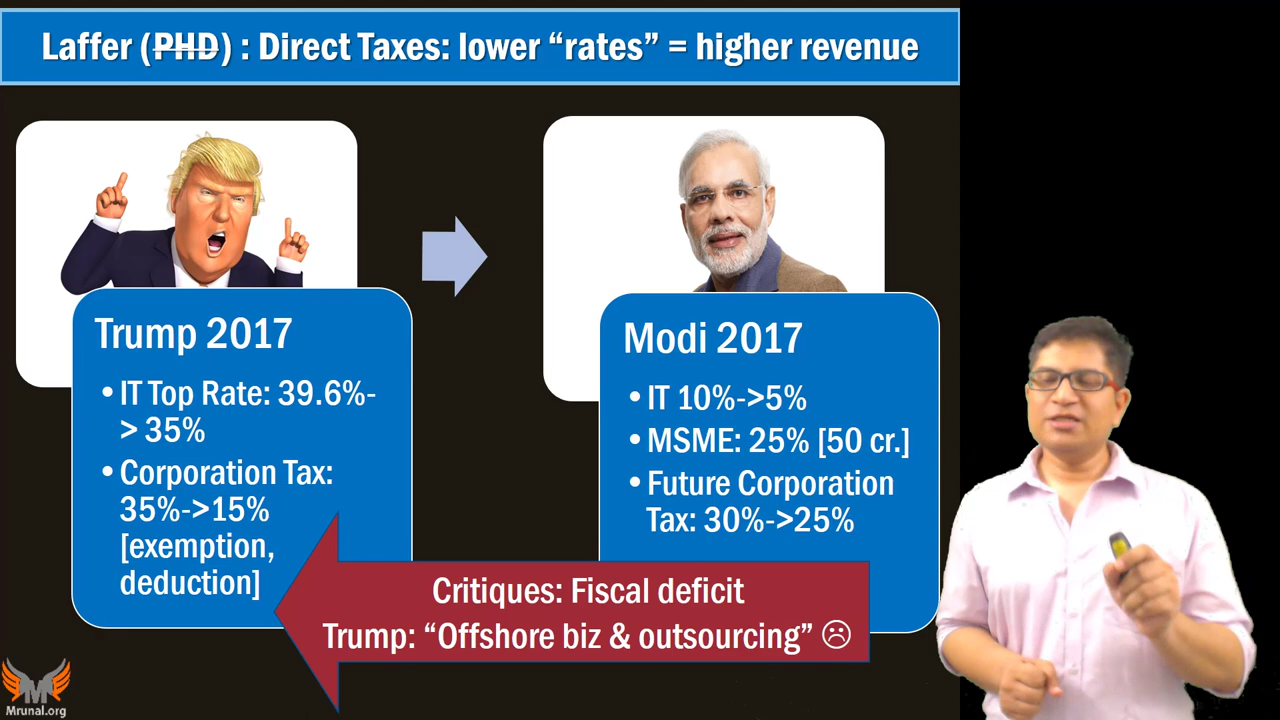 Laffer (PHD) : Direct Taxes: lower “rates” = higher revenue
Trump 2017
• IT Top Rate: 39.6%-
> 35%
• Corporation Tax:
35%->15%
[exemption,
deduction]
Modi 2017
• IT 10%->5%
• MSME: 25% [50 cr.]
• Future Corporation
Tax: 30%->25%
Critiques: Fiscal deficit
Trump: “Offshore biz & outsourcing” ☹
Mrunal.org